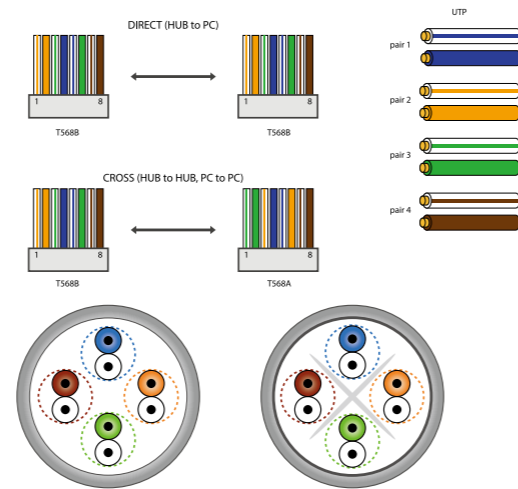 DIRECT (HUB to PC)
1 8
T568B
1 8
T568B
CROSS (HUB to HUB, PC to PC)
1 8
T568B
1 8
T568A
UTP
pair 1
pair 2
pair 3
pair 4